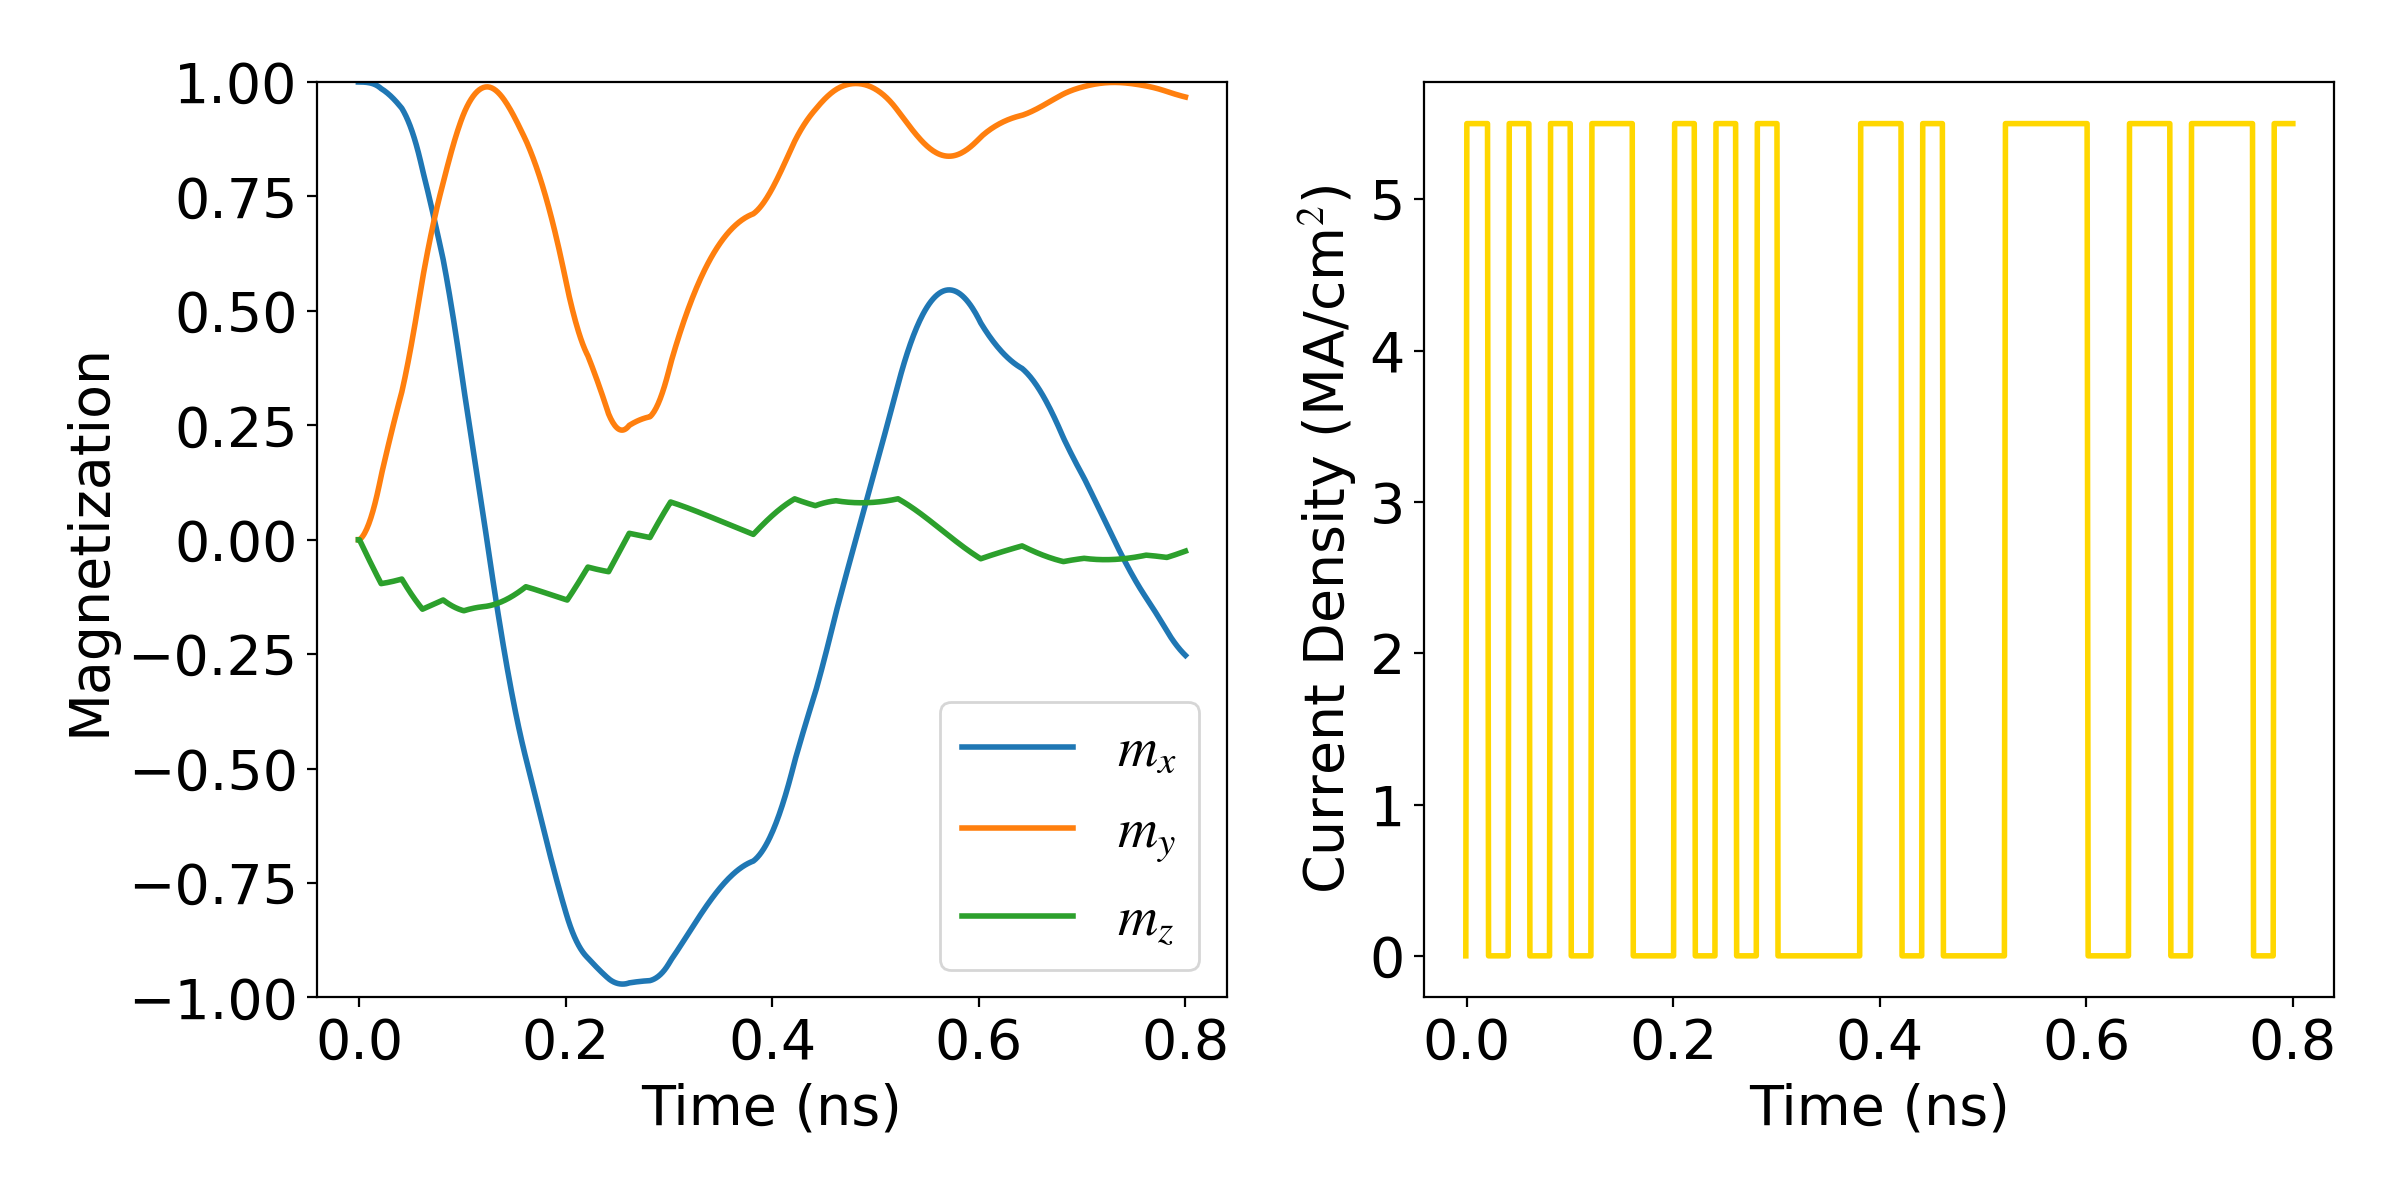 1.00
0.75
0.50
0.25
0.00
−0.25
−0.50
−0.75
−1.00
Magnetization
0.0 0.2 0.4 0.6 0.8
Time (ns)
mₓ
m_y
m_z
5
4
3
2
1
0
Current Density (MA/cm²)
0.0 0.2 0.4 0.6 0.8
Time (ns)